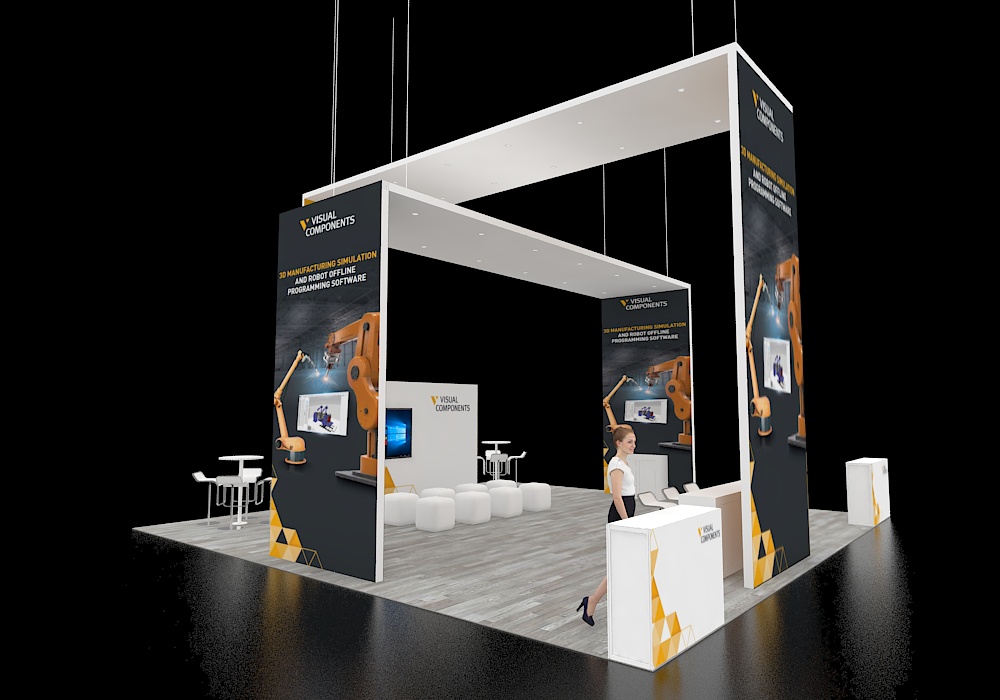 VISUAL
COMPONENTS
3D MANUFACTURING SIMULATION
AND ROBOT OFFLINE
PROGRAMMING SOFTWARE
VISUAL
COMPONENTS
VISUAL
COMPONENTS
3D MANUFACTURING SIMULATION
AND ROBOT OFFLINE
PROGRAMMING SOFTWARE
VISUAL
COMPONENTS
3D MANUFACTURING SIMULATION
AND ROBOT OFFLINE
PROGRAMMING SOFTWARE
VISUAL
COMPONENTS